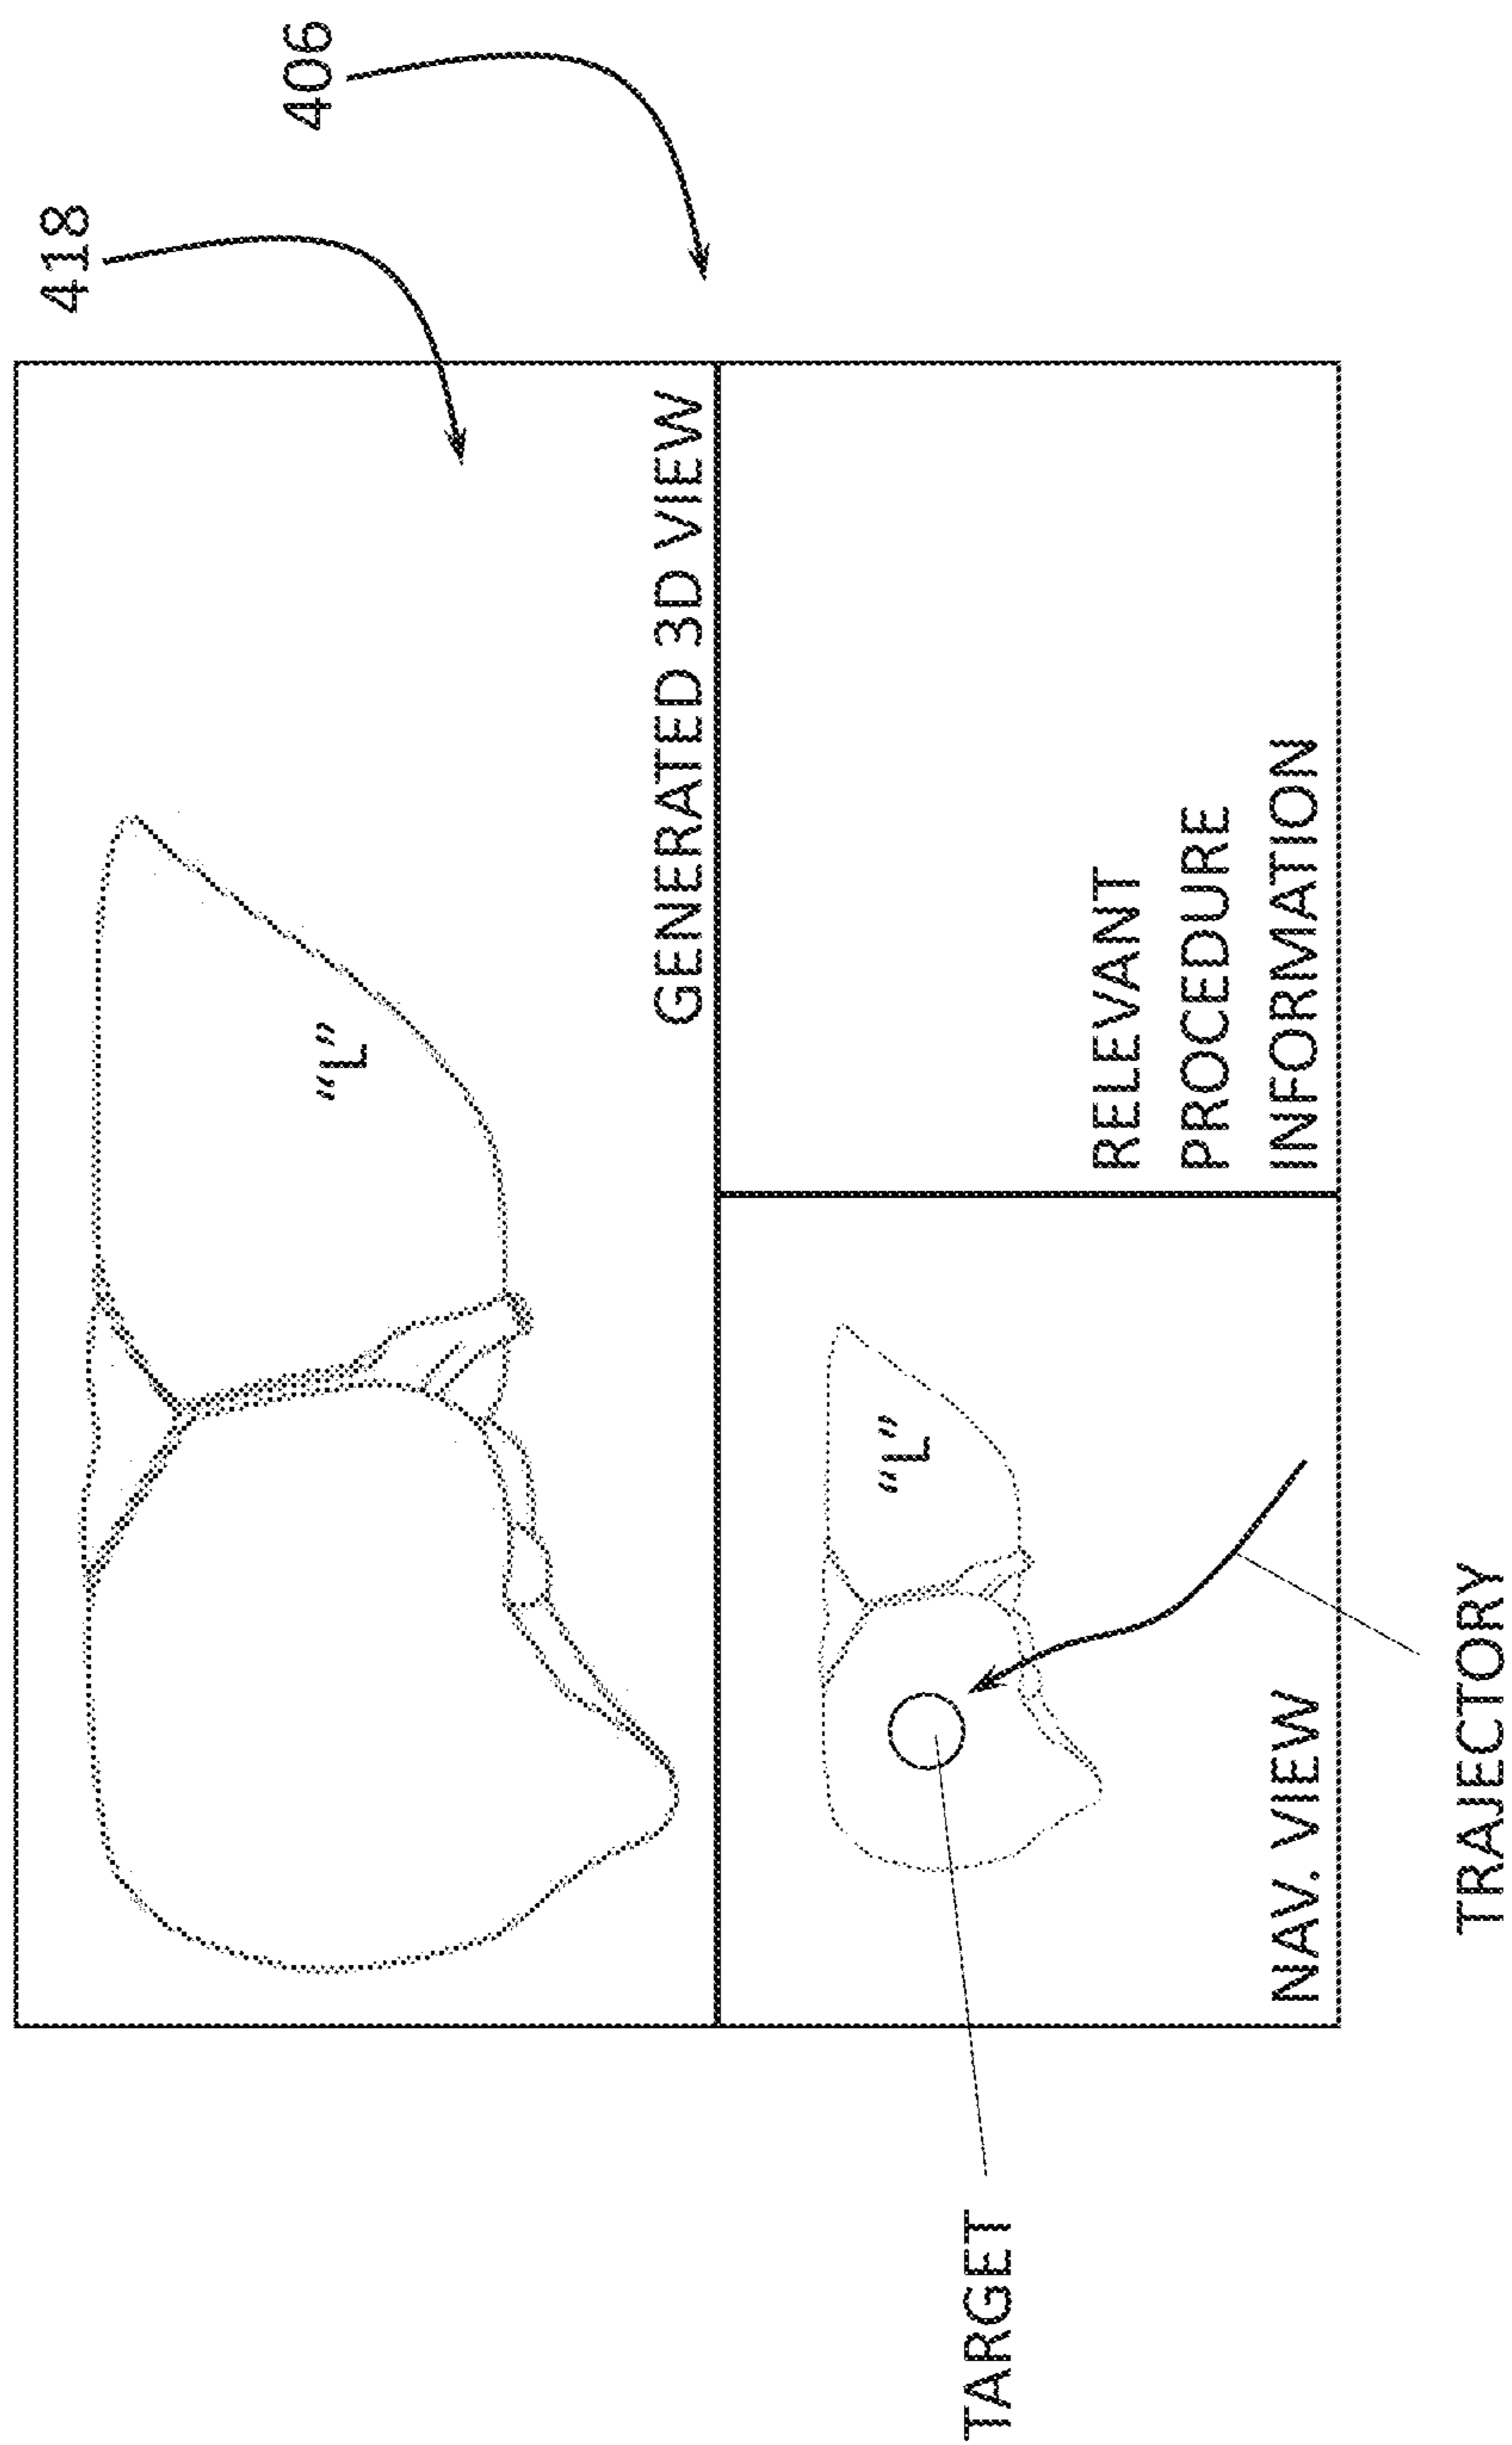 418
406
“L”
GENERATED 3D VIEW
“L”
TARGET
NAV. VIEW
RELEVANT
PROCEDURE
INFORMATION
TRAJECTORY